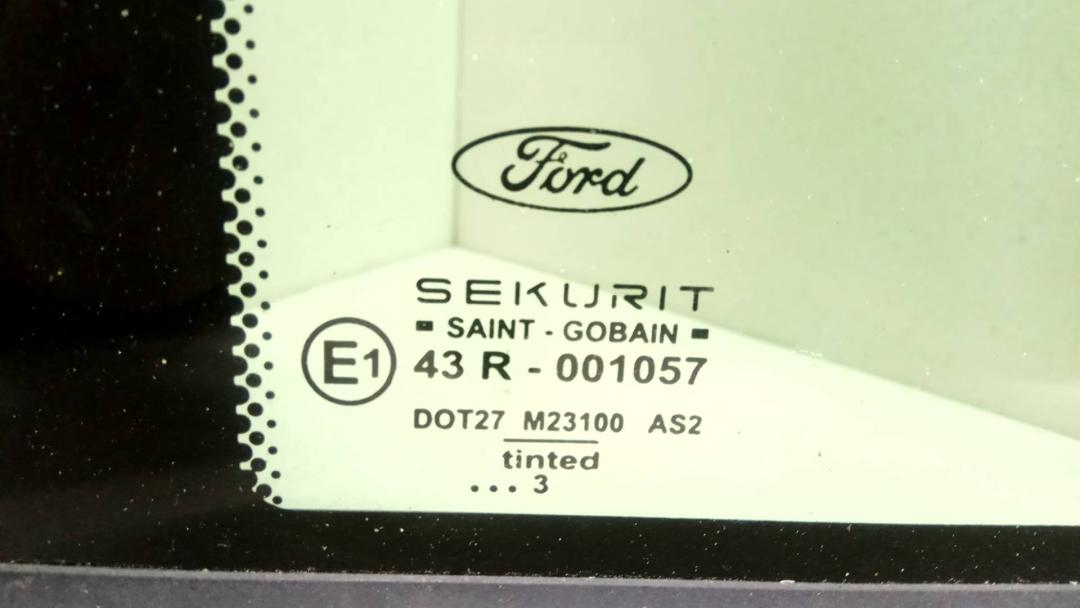 Ford
SEKURIT
SAINT - GOBAIN
E1 43 R - 001057
DOT27 M23100 AS2
tinted
... 3